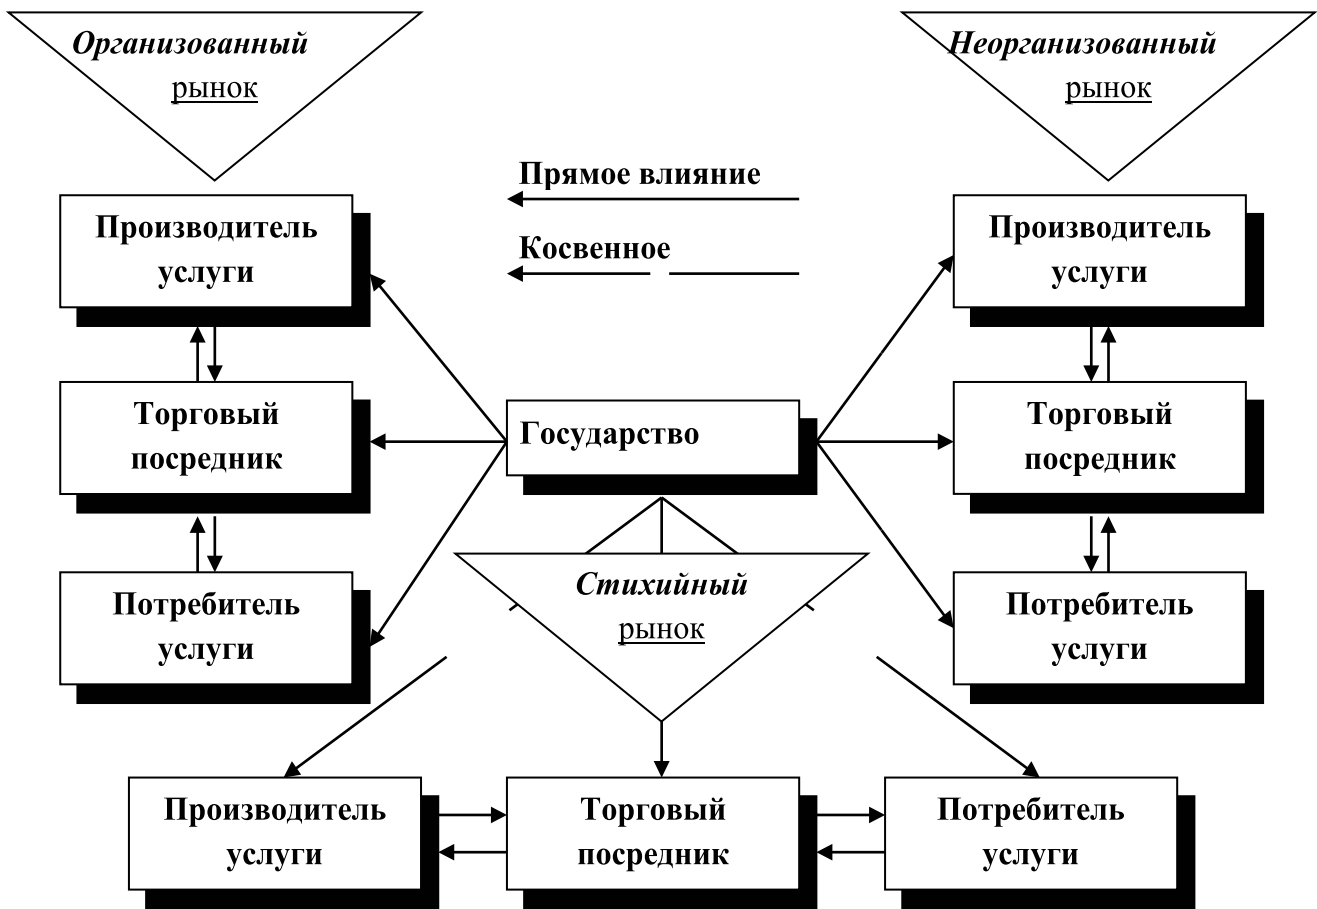 Организованный
рынок
Неорганизованный
рынок
Прямое влияние
Косвенное
Производитель
услуги
Производитель
услуги
Торговый
посредник
Государство
Торговый
посредник
Потребитель
услуги
Стихийный
рынок
Потребитель
услуги
Производитель
услуги
Торговый
посредник
Потребитель
услуги